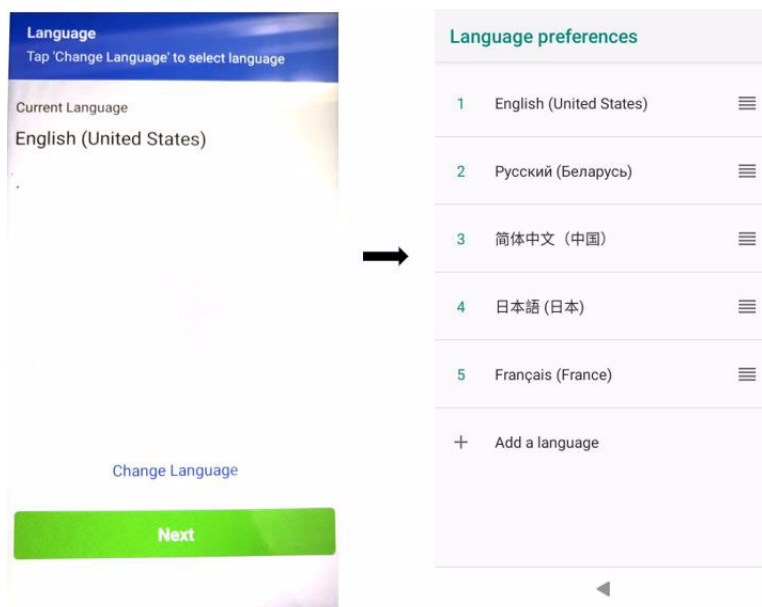 Language
Tap 'Change Language' to select language
Current Language
English (United States)
Change Language
Next
Language preferences
1 English (United States)
2 Русский (Беларусь)
3 简体中文（中国）
4 日本語 (日本)
5 Français (France)
+ Add a language